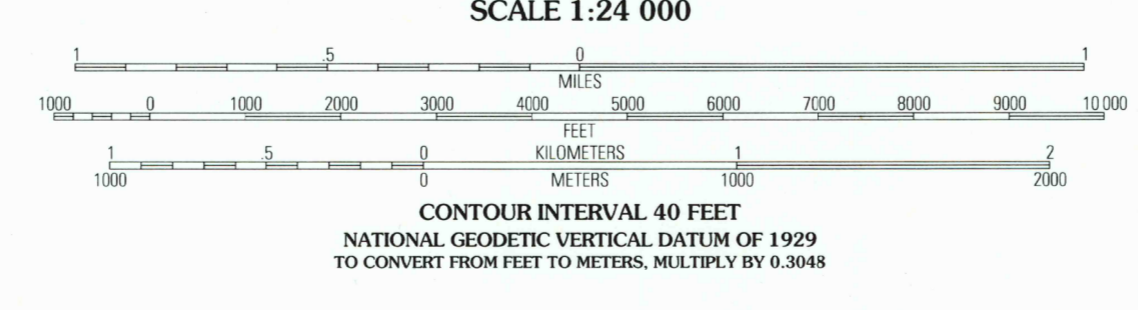 SCALE 1:24 000
1 .5 0 1
MILES
1000 0 1000 2000 3000 4000 5000 6000 7000 8000 9000 10 000
FEET
1 .5 0 KILOMETERS 1 2
1000 0 METERS 1000 2000
CONTOUR INTERVAL 40 FEET
NATIONAL GEODETIC VERTICAL DATUM OF 1929
TO CONVERT FROM FEET TO METERS, MULTIPLY BY 0.3048